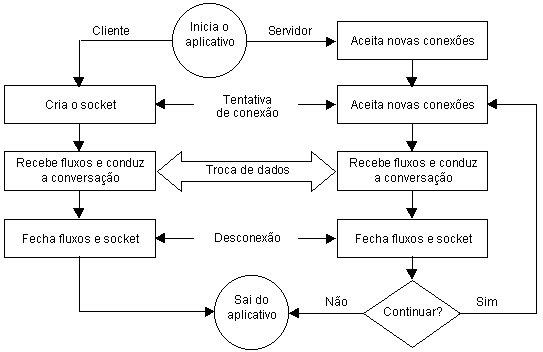 Cliente
Inicia o
aplicativo
Servidor
Aceita novas conexões
Cria o socket
Tentativa
de conexão
Aceita novas conexões
Recebe fluxos e conduz
a conversação
Troca de dados
Recebe fluxos e conduz
a conversação
Fecha fluxos e socket
Desconexão
Fecha fluxos e socket
Sai do
aplicativo
Não
Continuar?
Sim